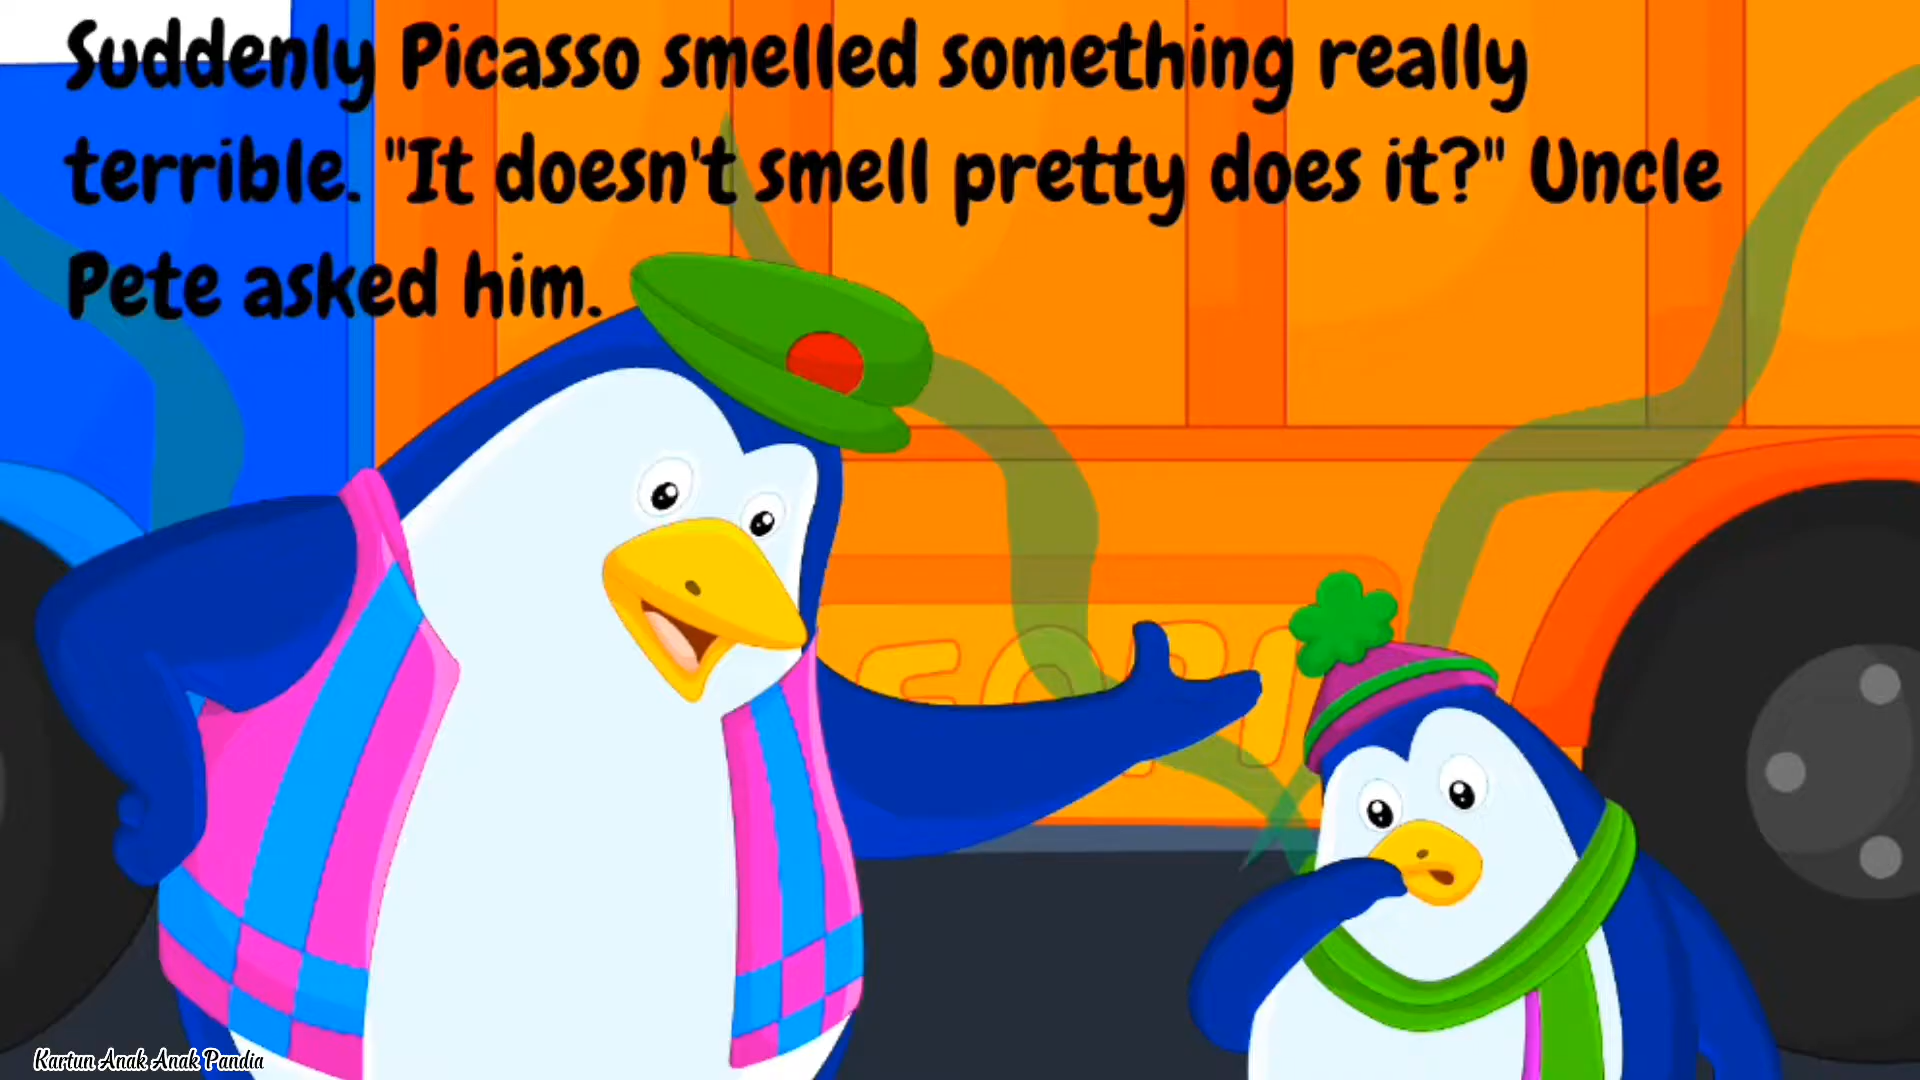 Suddenly Picasso smelled something really
terrible. "It doesn't smell pretty does it?" Uncle
Pete asked him.
Kartun Anak Anak Pandia